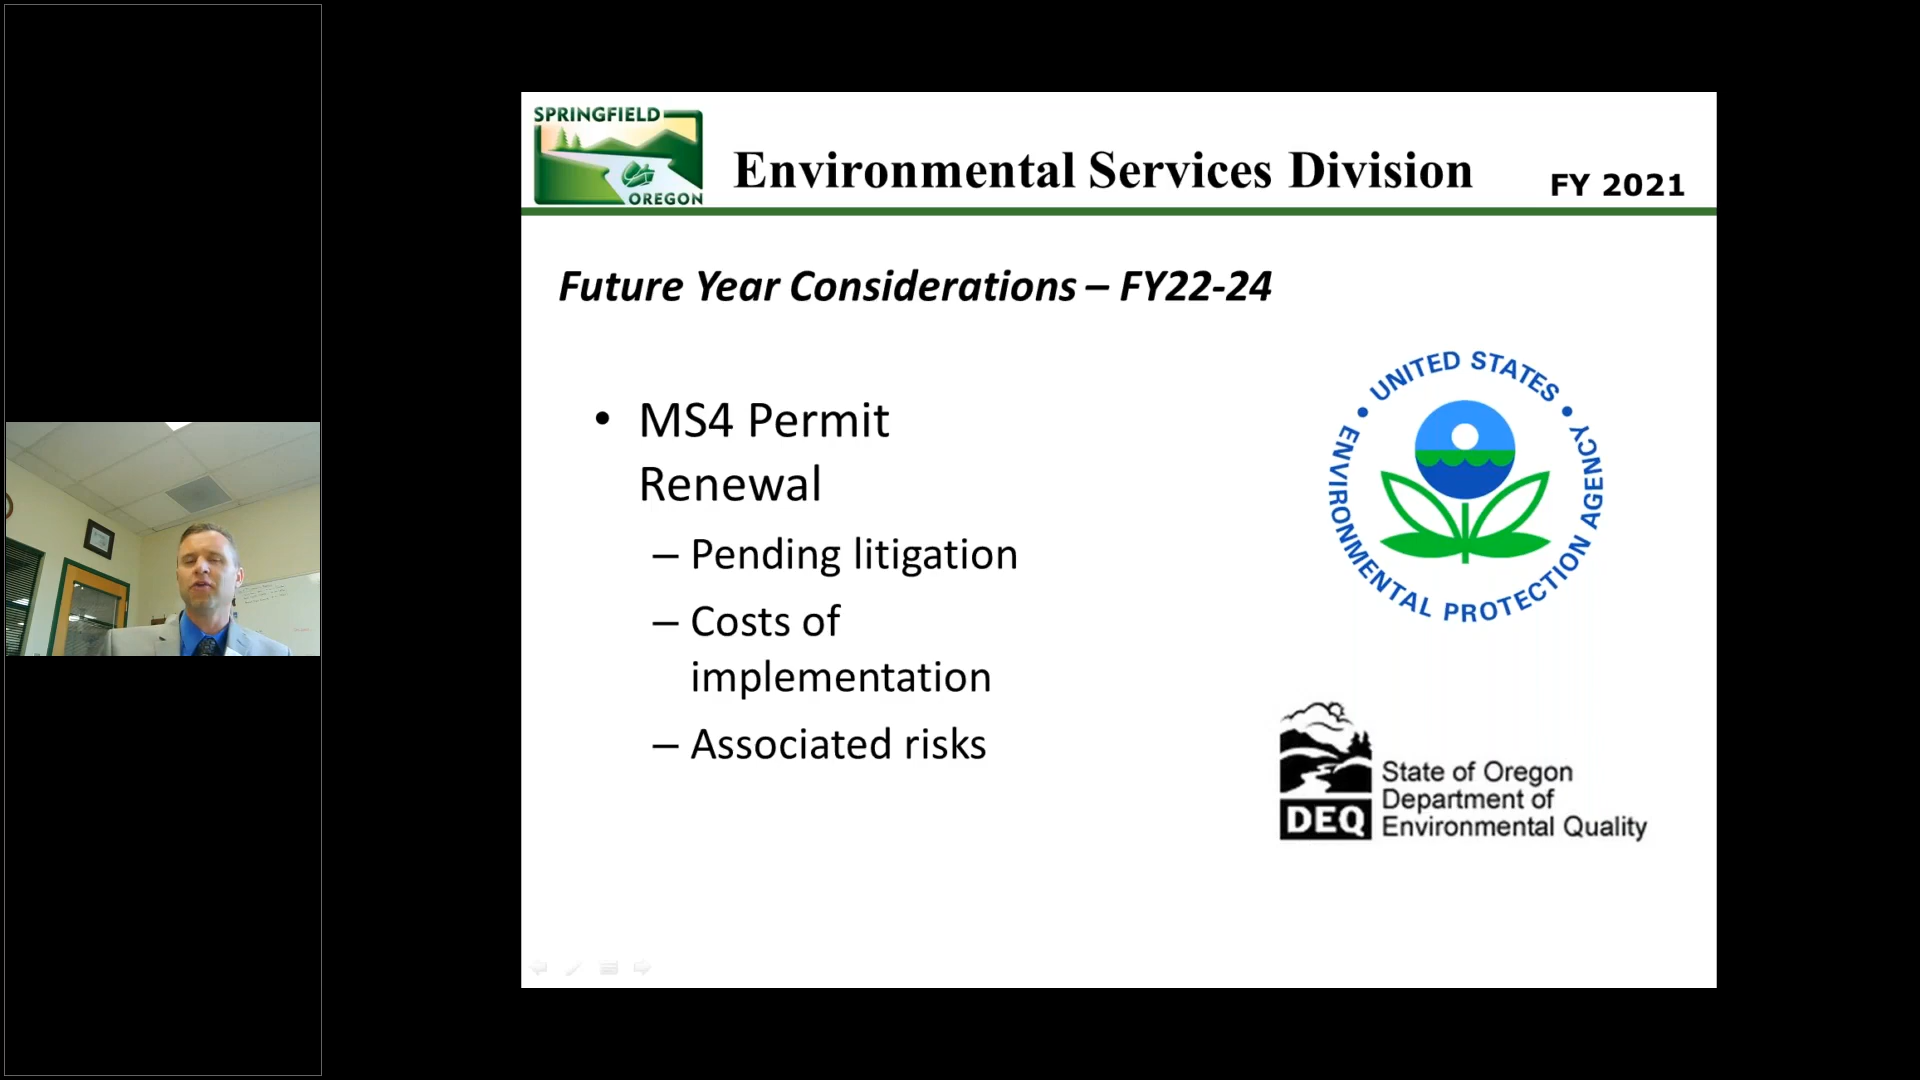 SPRINGFIELD
OREGON
Environmental Services Division
FY 2021
Future Year Considerations – FY22-24
• MS4 Permit
Renewal
– Pending litigation
– Costs of
implementation
– Associated risks
• UNITED STATES •
ENVIRONMENTAL PROTECTION AGENCY
DEQ
State of Oregon
Department of
Environmental Quality